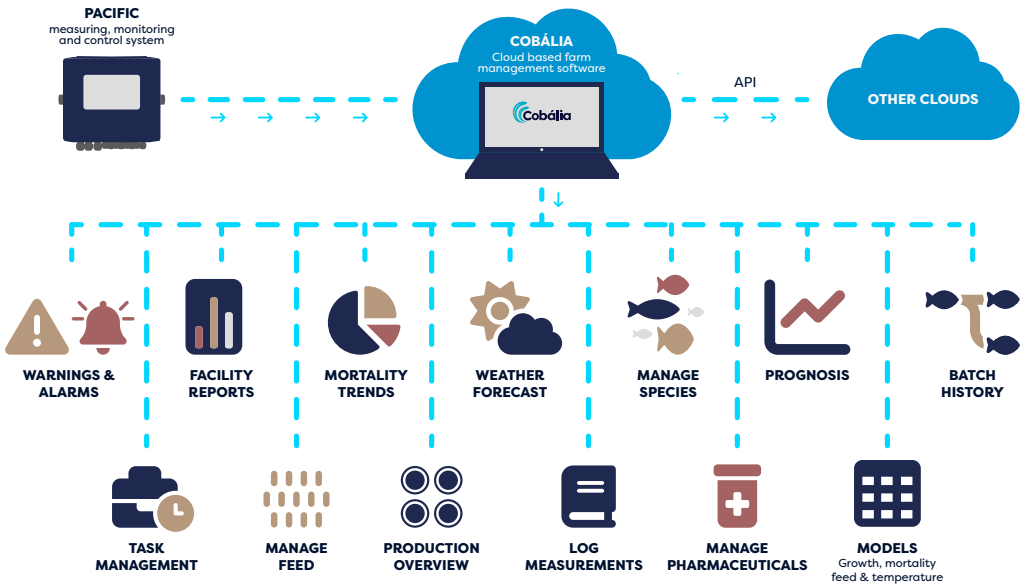 PACIFIC
measuring, monitoring
and control system
COBÁLIA
Cloud based farm
management software
Cobália
API
OTHER CLOUDS
WARNINGS &
ALARMS
FACILITY
REPORTS
MORTALITY
TRENDS
WEATHER
FORECAST
MANAGE
SPECIES
PROGNOSIS
BATCH
HISTORY
TASK
MANAGEMENT
MANAGE
FEED
PRODUCTION
OVERVIEW
LOG
MEASUREMENTS
MANAGE
PHARMACEUTICALS
MODELS
Growth, mortality
feed & temperature